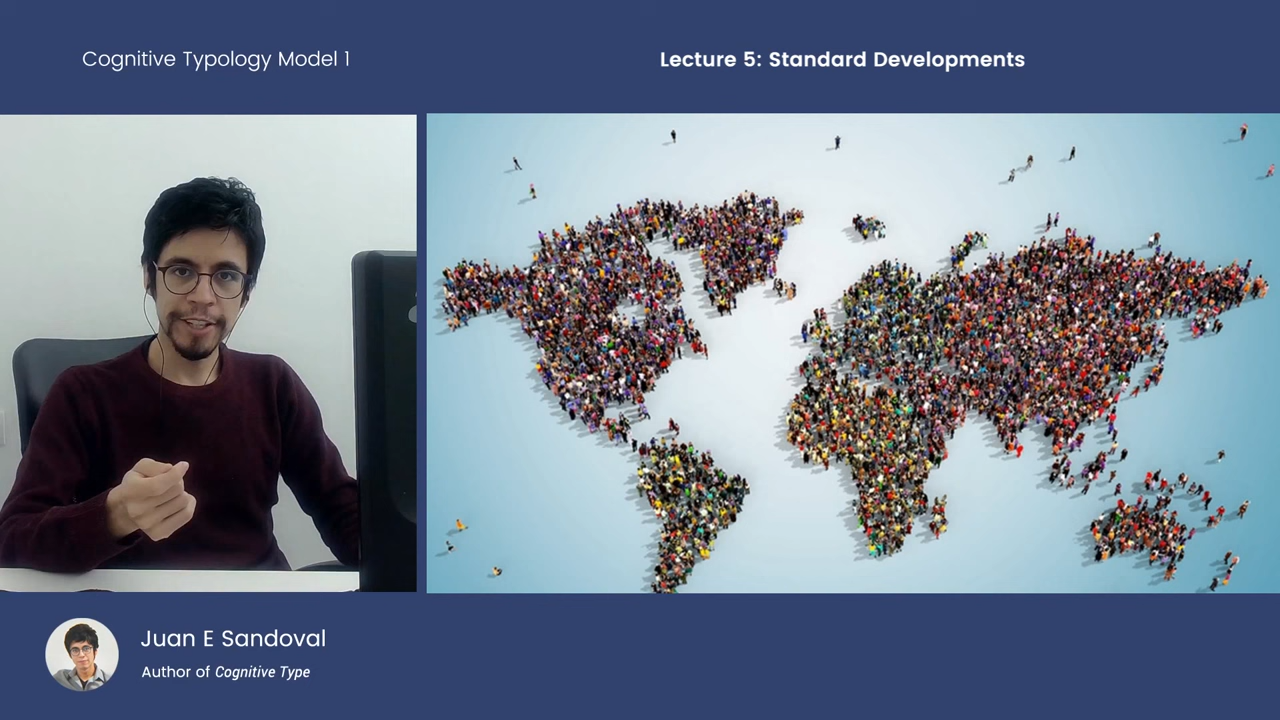 Cognitive Typology Model 1
Lecture 5: Standard Developments
Juan E Sandoval
Author of Cognitive Type